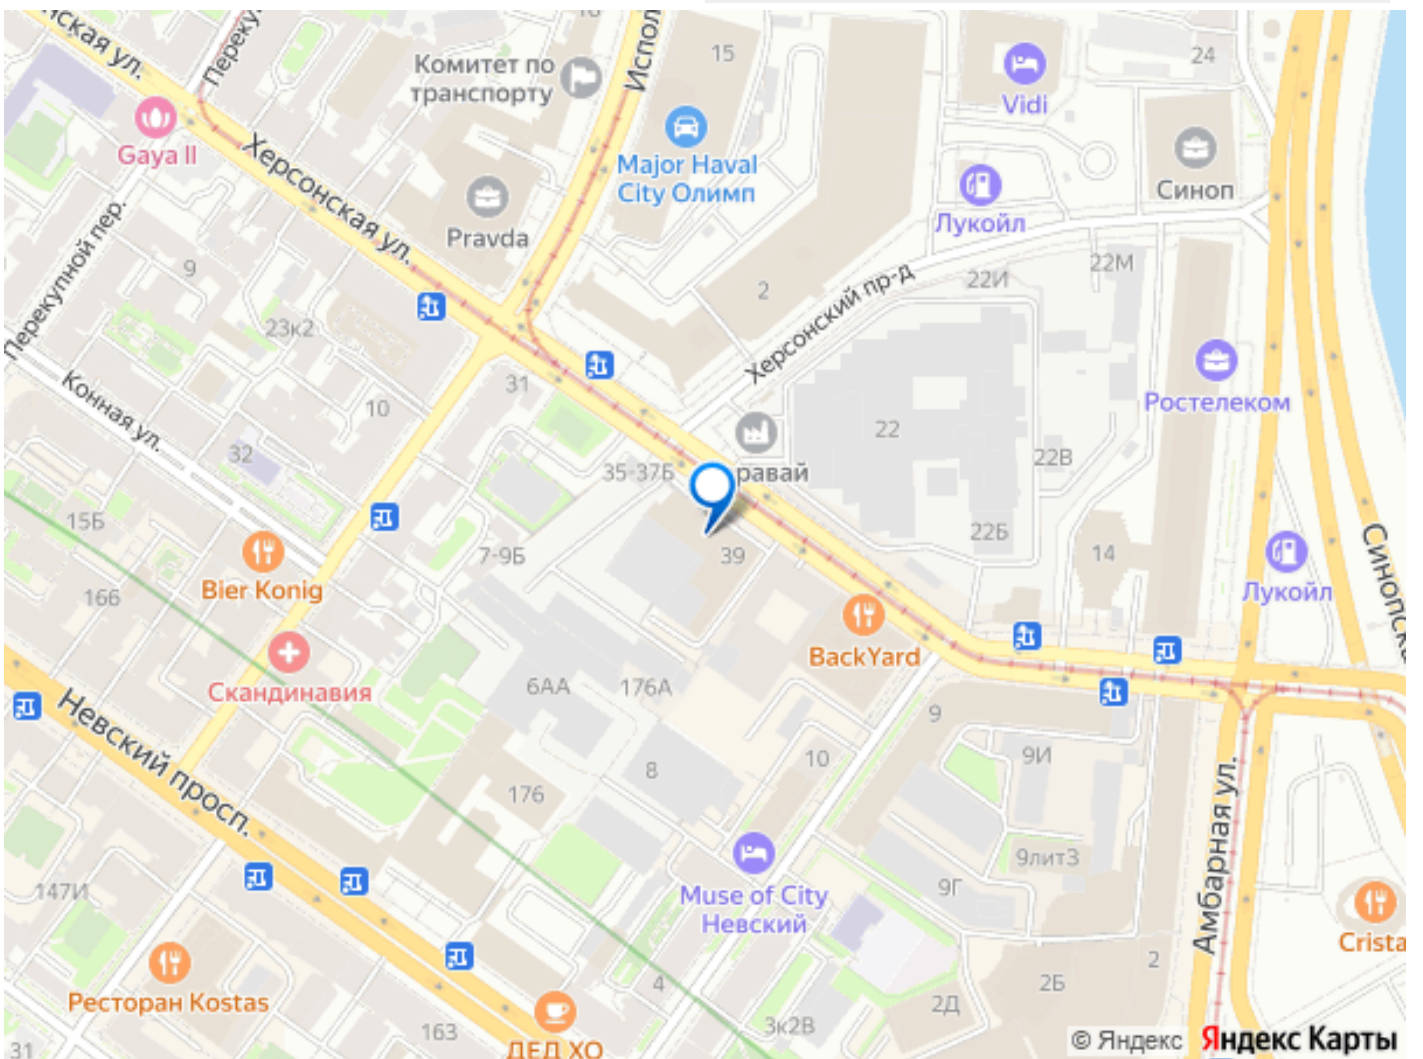 нская ул.
Переку
Комитет по
транспорту
Испол
15
24
Vidi
Gaya II
Major Haval
City Олимп
Синоп
Херсонская ул.
Pravda
Лукойл
Перекупной пер.
9
2
22И
22М
Херсонский пр-д
23к2
31
Конная ул.
10
Ростелеком
22
32
35-37Б
равай
22В
15Б
7-9Б
39
22Б
14
Синопска
Bier Konig
166
BackYard
Лукойл
Скандинавия
6АА
176А
Невский просп.
9
9И
8
10
176
Амбарная ул.
9лит3
147И
Muse of City
Невский
9Г
Crista
Ресторан Kostas
4
2
2Б
2Д
163
3к2В
31
ДЕД ХО
© Яндекс Яндекс Карты